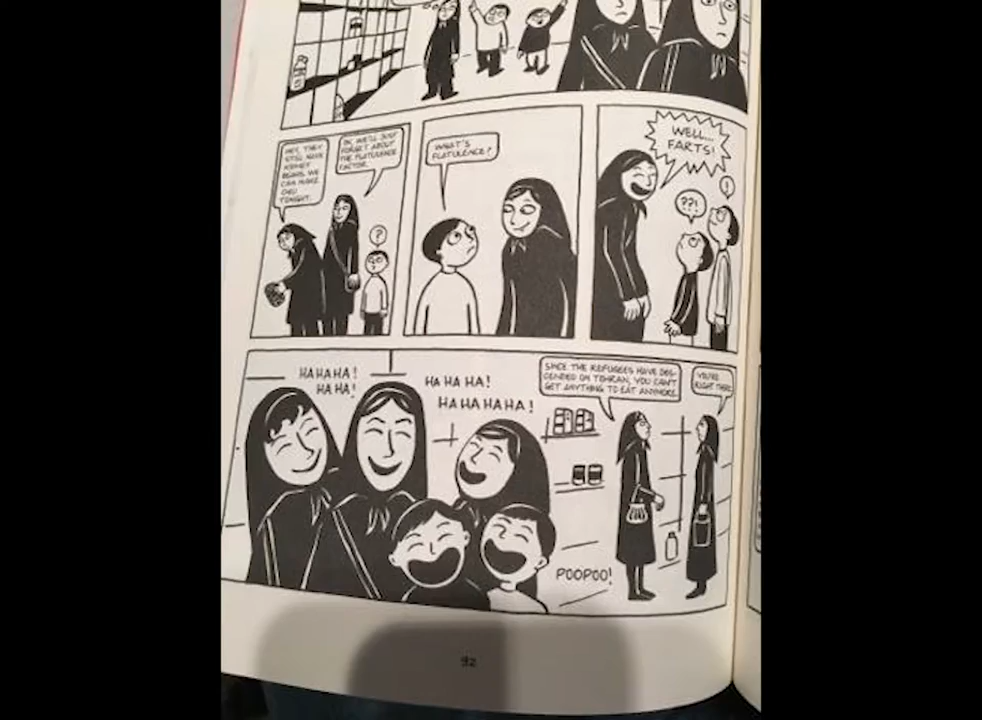 HEY, THEY
STILL HAVE
KIDNEY
BEANS. WE
CAN MAKE
CHILI
TONIGHT.
OK, WE'LL JUST
FORGET ABOUT
THE FLATULENCE
FACTOR.
?
WHAT'S
FLATULENCE?
WELL...
FARTS!
??!
!
HA HA HA!
HA HA!
HA HA HA!
HA HA HA HA!
SINCE THE REFUGEES HAVE DES-
CENDED ON TEHRAN, YOU CAN'T
GET ANYTHING TO EAT ANYMORE.
YOU'RE
RIGHT THERE.
POOPOO!
92